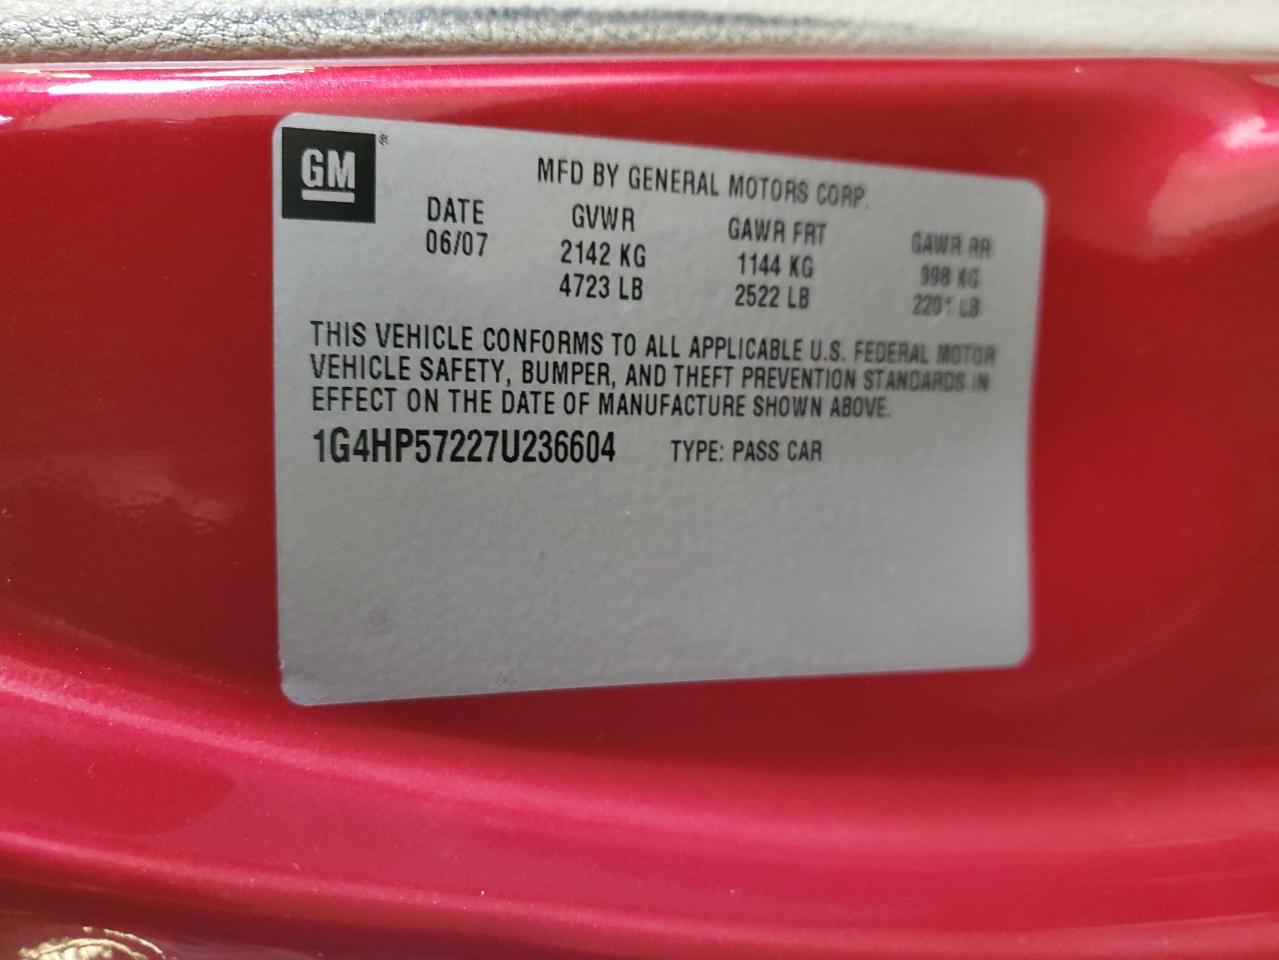 GM®
MFD BY GENERAL MOTORS CORP.
DATE GVWR GAWR FRT GAWR RR
06/07 2142 KG 1144 KG 998 KG
4723 LB 2522 LB 2201 LB
THIS VEHICLE CONFORMS TO ALL APPLICABLE U.S. FEDERAL MOTOR
VEHICLE SAFETY, BUMPER, AND THEFT PREVENTION STANDARDS IN
EFFECT ON THE DATE OF MANUFACTURE SHOWN ABOVE.
1G4HP57227U236604 TYPE: PASS CAR